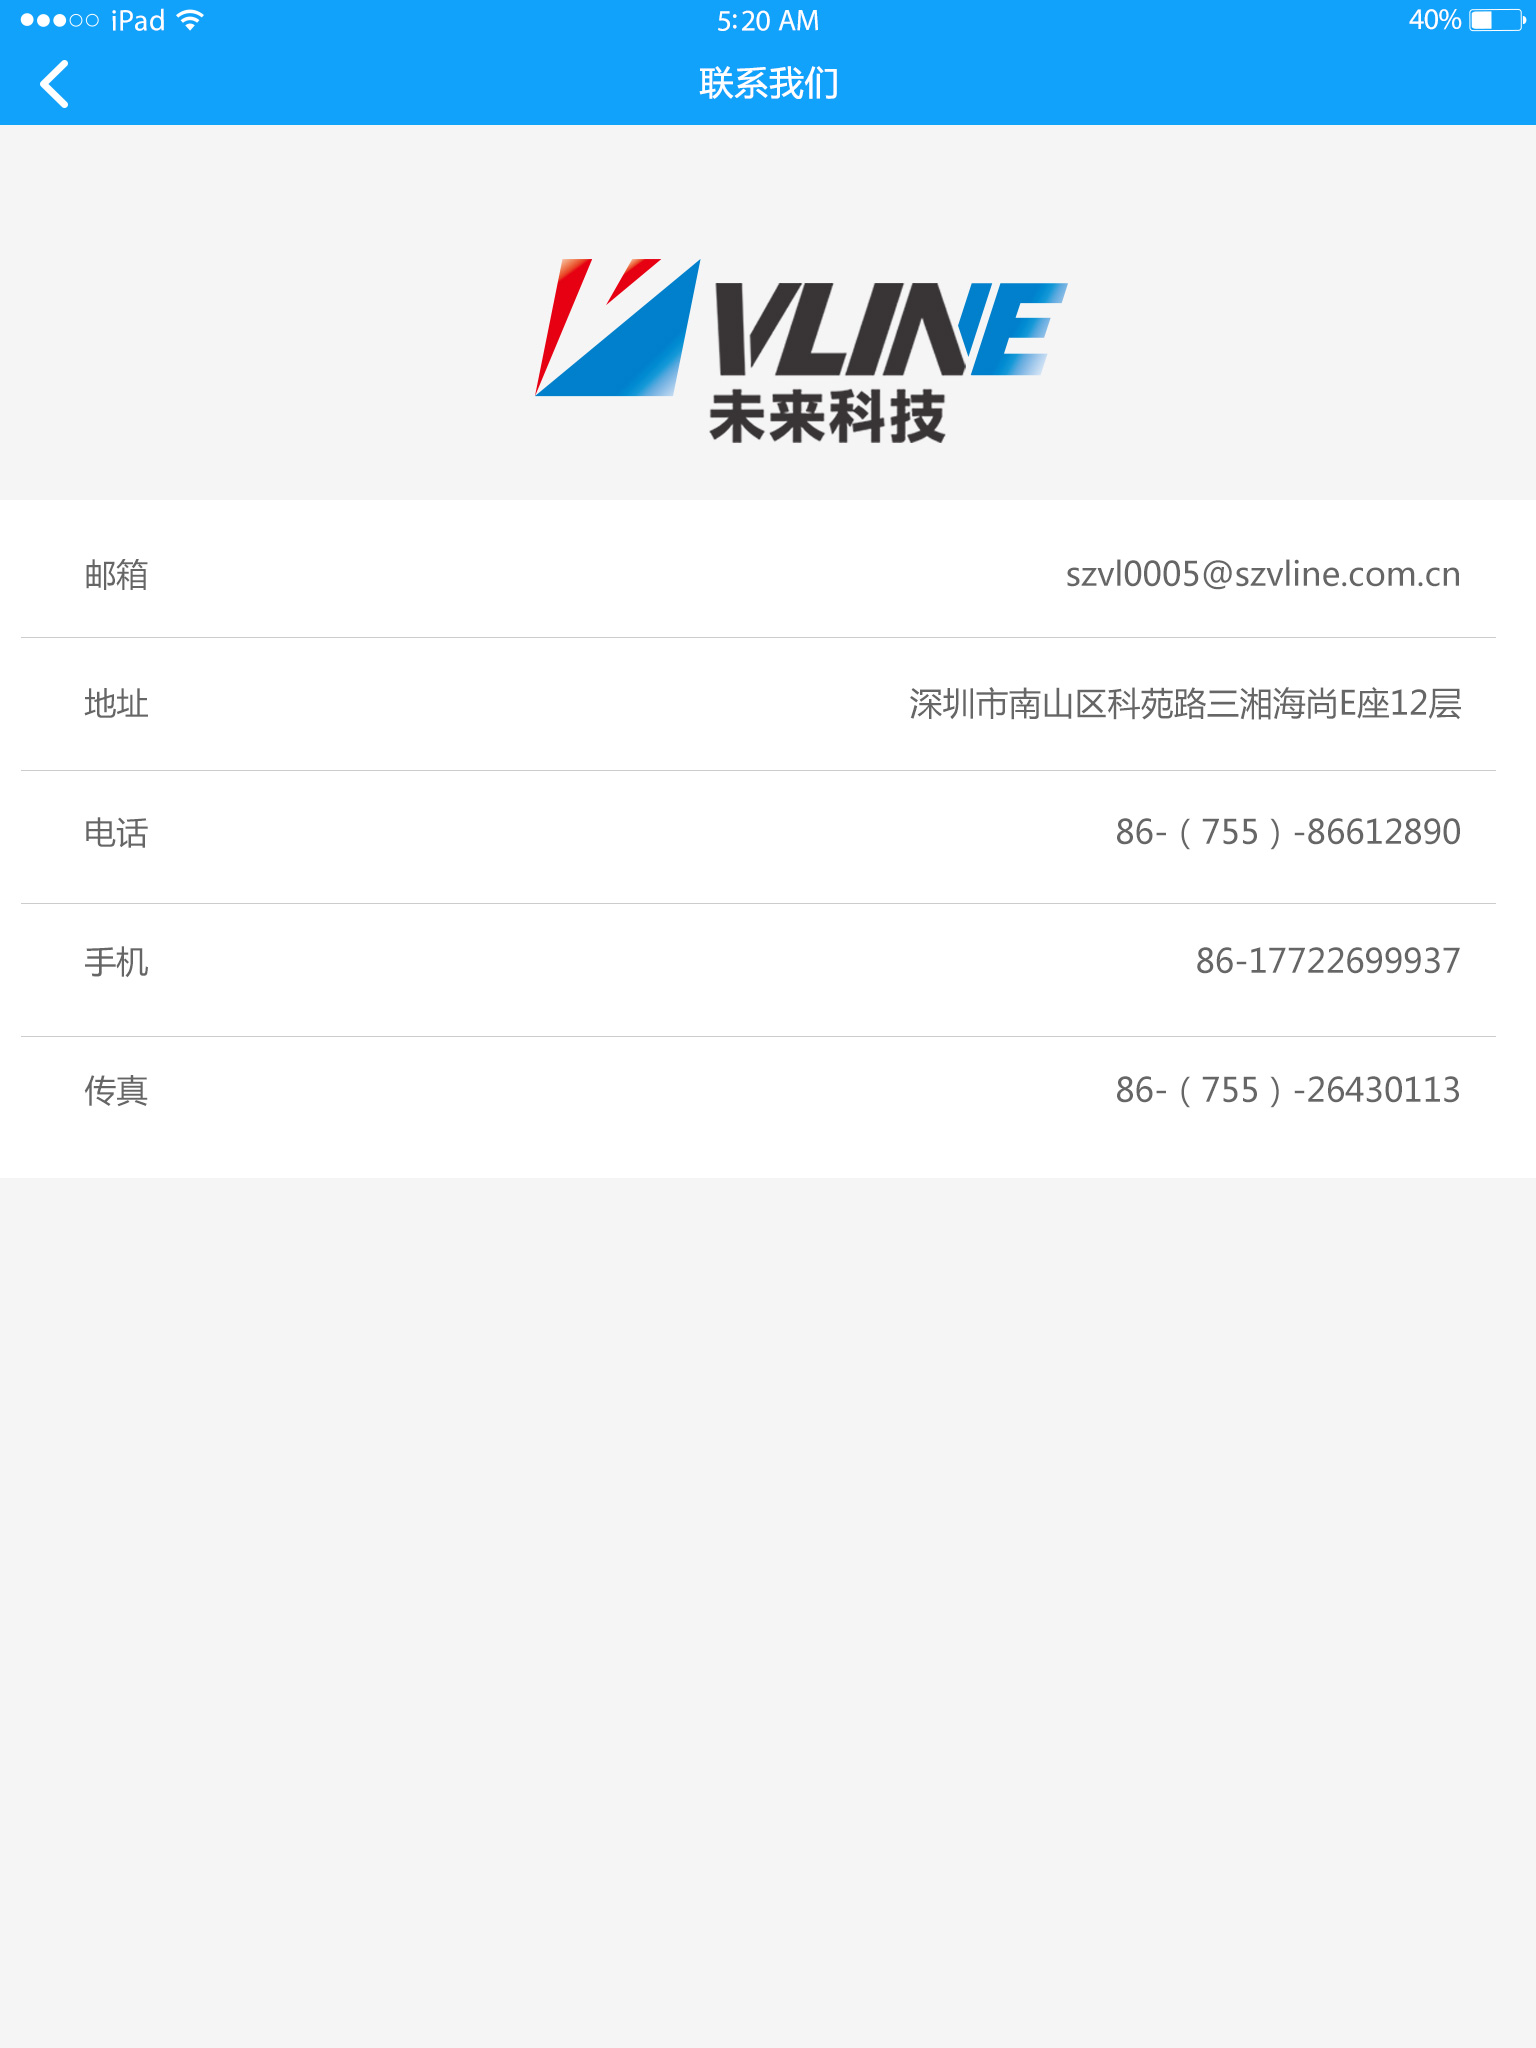 iPad
5:20 AM
40%
联系我们
VLINE
未来科技
邮箱
szvl0005@szvline.com.cn
地址
深圳市南山区科苑路三湘海尚E座12层
电话
86-（755）-86612890
手机
86-17722699937
传真
86-（755）-26430113